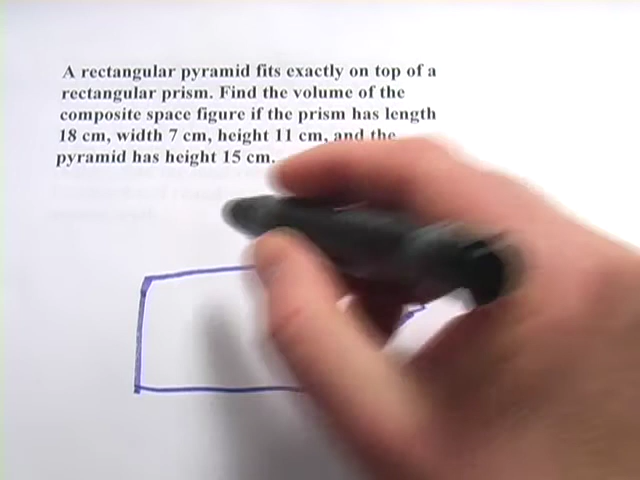 A rectangular pyramid fits exactly on top of a
rectangular prism. Find the volume of the
composite space figure if the prism has length
18 cm, width 7 cm, height 11 cm, and the
pyramid has height 15 cm.